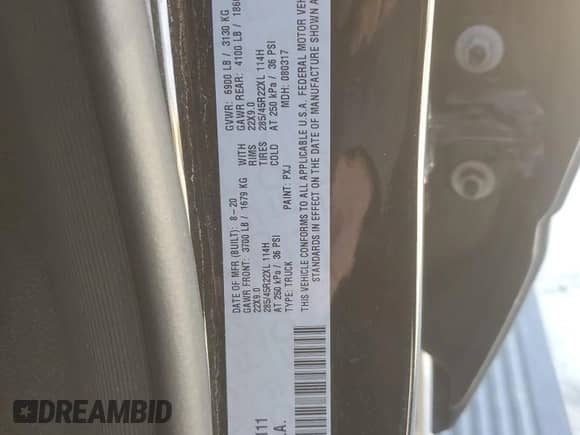 DATE OF MFR (BUILT): 8-20 GVWR: 6900 LB / 3130 KG
GAWR FRONT: 3700 LB / 1679 KG WITH GAWR REAR: 4100 LB /
22X9.0 RIMS 22X9.0
285/45R22XL 114H TIRES 285/45R22XL 114H
AT 250 kPa / 36 PSI COLD AT 250 kPa / 36 PSI
TYPE: TRUCK PAINT: PXJ MDH: 080317
THIS VEHICLE CONFORMS TO ALL APPLICABLE U.S.A. FEDERAL MOTOR
STANDARDS IN EFFECT ON THE DATE OF MANUFACTURE SHOWN
DREAMBID